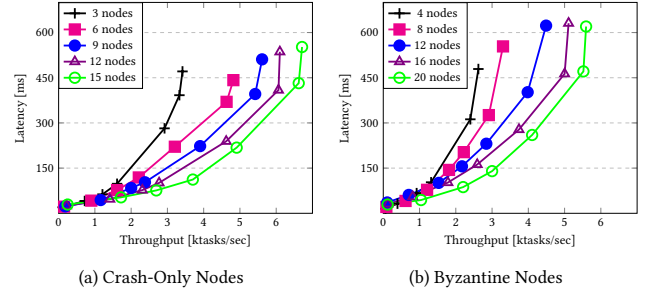 3 nodes
6 nodes
9 nodes
12 nodes
15 nodes
600
450
300
150
0 1 2 3 4 5 6
Latency [ms]
Throughput [ktasks/sec]
(a) Crash-Only Nodes
4 nodes
8 nodes
12 nodes
16 nodes
20 nodes
600
450
300
150
0 1 2 3 4 5 6
Latency [ms]
Throughput [ktasks/sec]
(b) Byzantine Nodes